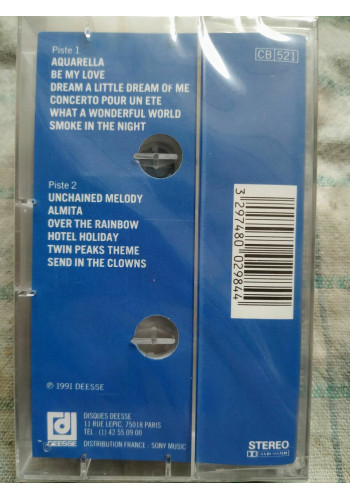 Piste 1
AQUARELLA
BE MY LOVE
DREAM A LITTLE DREAM OF ME
CONCERTO POUR UN ETE
WHAT A WONDERFUL WORLD
SMOKE IN THE NIGHT
Piste 2
UNCHAINED MELODY
ALMITA
OVER THE RAINBOW
HOTEL HOLIDAY
TWIN PEAKS THEME
SEND IN THE CLOWNS
℗ 1991 DEESSE
DEESSE
DISQUES DEESSE
11 RUE LEPIC, 75018 PARIS
TEL. : (1) 42 55 09 00
DISTRIBUTION FRANCE : SONY MUSIC
CB 521
3 297480 029844
STEREO